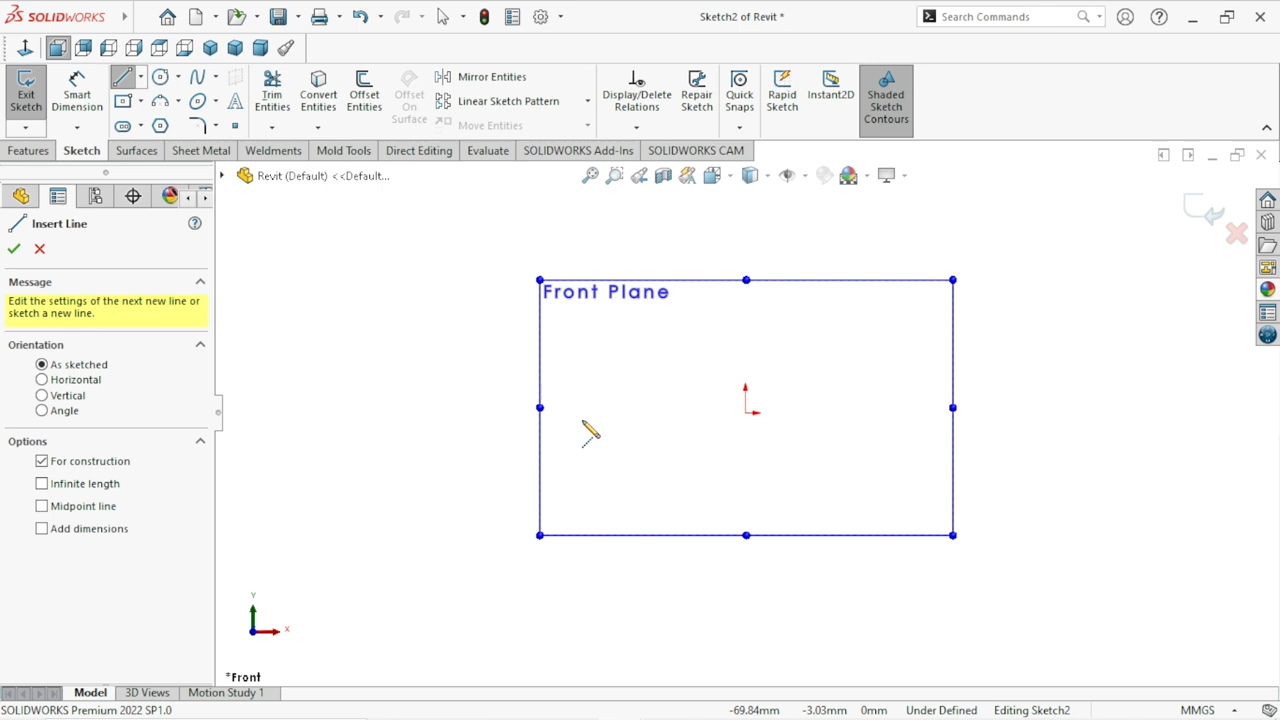 SOLIDWORKS
Sketch2 of Revit *
Search Commands
Exit Sketch
Smart Dimension
Trim Entities
Convert Entities
Offset Entities
Offset On Surface
Mirror Entities
Linear Sketch Pattern
Move Entities
Display/Delete Relations
Repair Sketch
Quick Snaps
Rapid Sketch
Instant2D
Shaded Sketch Contours
Features
Sketch
Surfaces
Sheet Metal
Weldments
Mold Tools
Direct Editing
Evaluate
SOLIDWORKS Add-Ins
SOLIDWORKS CAM
Revit (Default) <<Default...
Insert Line
Message
Edit the settings of the next new line or
sketch a new line.
Orientation
As sketched
Horizontal
Vertical
Angle
Options
For construction
Infinite length
Midpoint line
Add dimensions
Front Plane
Y
X
*Front
Model
3D Views
Motion Study 1
SOLIDWORKS Premium 2022 SP1.0
-69.84mm
-3.03mm
0mm
Under Defined
Editing Sketch2
MMGS